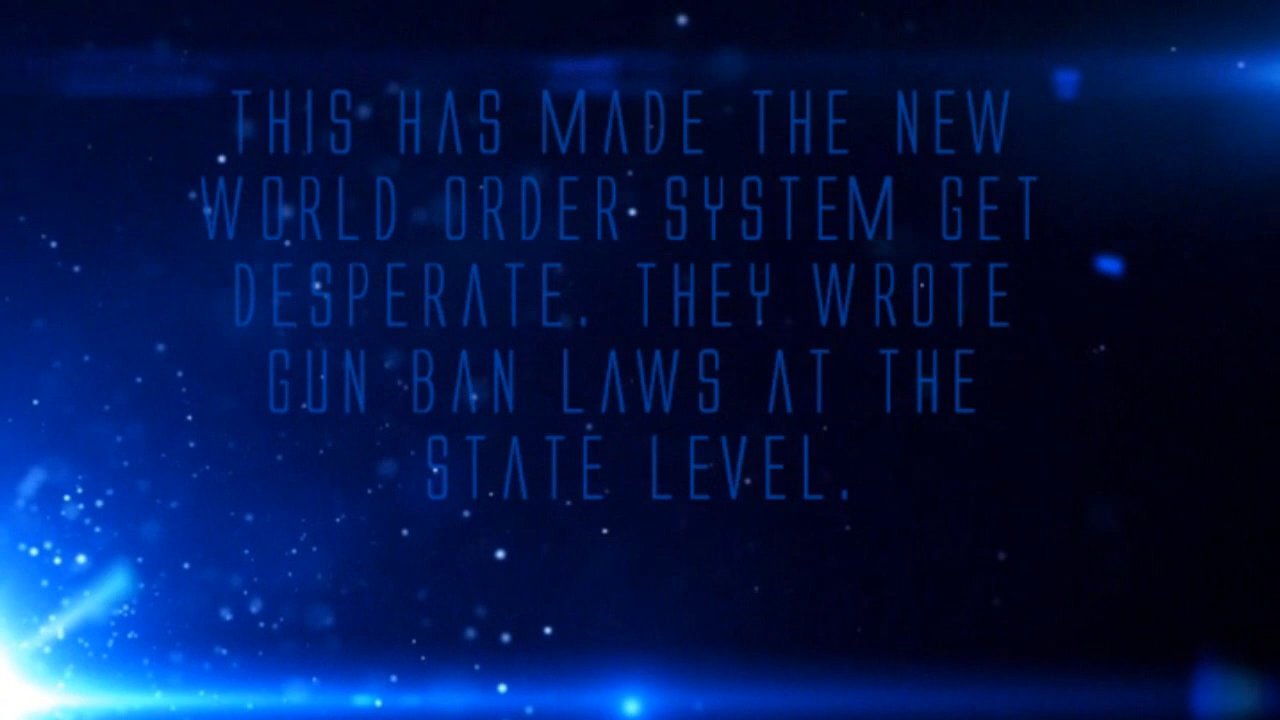 THIS HAS MADE THE NEW
WORLD ORDER SYSTEM GET
DESPERATE. THEY WROTE
GUN BAN LAWS AT THE
STATE LEVEL.